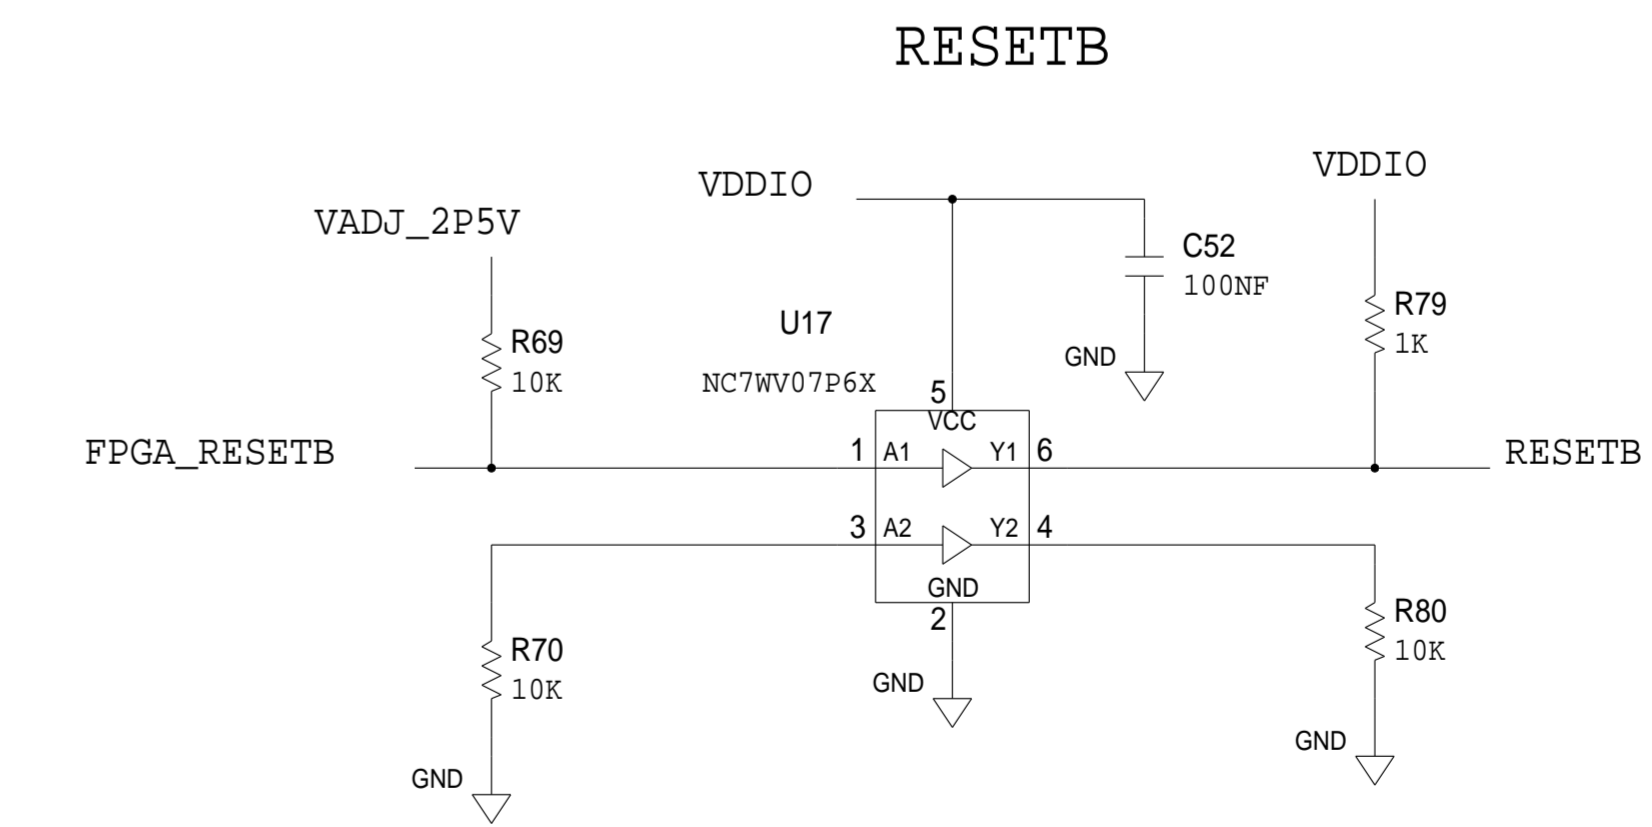 RESETB
VDDIO
VDDIO
VADJ_2P5V
C52
100NF
R79
1K
U17
R69
10K
GND
NC7WV07P6X
5
VCC
FPGA_RESETB
1 A1 Y1 6
RESETB
3 A2 Y2 4
GND
2
R70
10K
R80
10K
GND
GND
GND